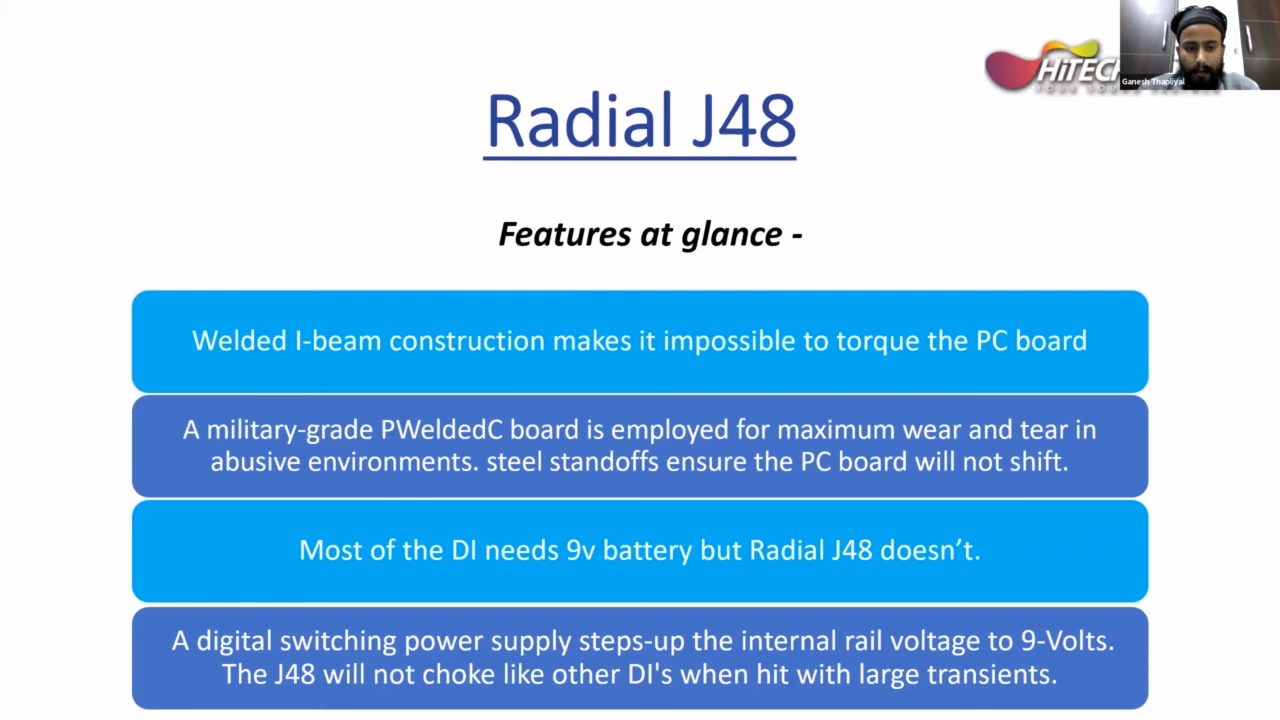 HiTECH
Ganesh Thapliyal
Radial J48
Features at glance -
Welded I-beam construction makes it impossible to torque the PC board
A military-grade PWeldedC board is employed for maximum wear and tear in
abusive environments. steel standoffs ensure the PC board will not shift.
Most of the DI needs 9v battery but Radial J48 doesn’t.
A digital switching power supply steps-up the internal rail voltage to 9-Volts.
The J48 will not choke like other DI's when hit with large transients.